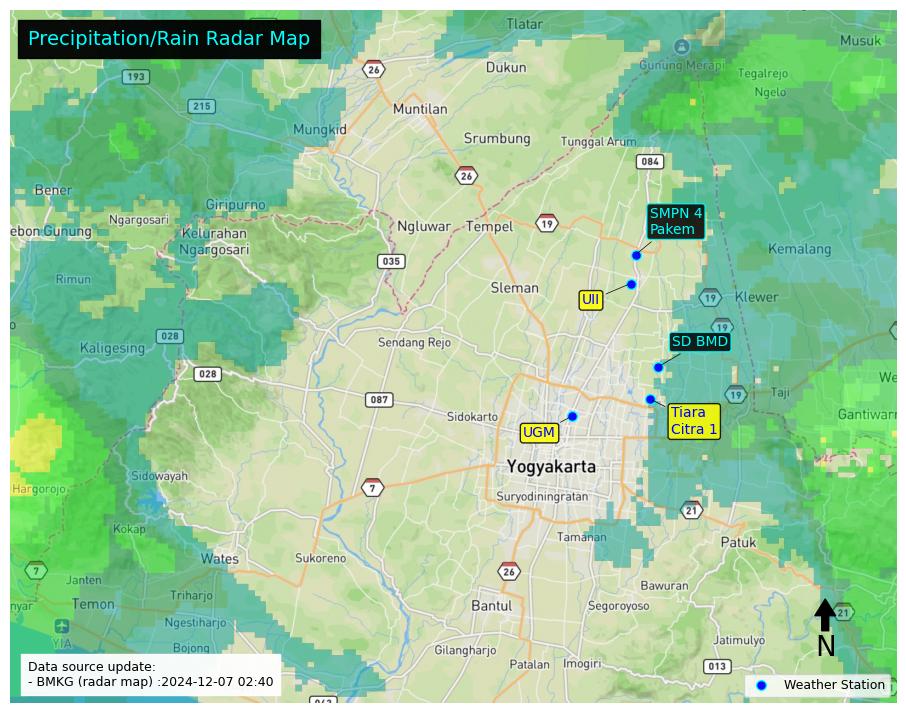 Precipitation/Rain Radar Map
Tlatar
Musuk
26
Dukun
Gunung Merapi
Tegalrejo
Ngelo
193
215
Muntilan
Mungkid
Srumbung
Tunggal Arum
084
26
Bener
Giripurno
SMPN 4
Pakem
Ngargosari
ebon Gunung
Kelurahan
Ngargosari
Ngluwar
Tempel
19
Kemalang
035
Rimun
Sleman
UII
19
Klewer
19
028
Kaligesing
Sendang Rejo
SD BMD
028
We
087
19
Taji
Sidokarto
Tiara
Citra 1
Gantiwarn
UGM
Yogyakarta
Sidowayah
Hargorojo
7
Suryodiningratan
21
Kokap
Tamanan
Patuk
Wates
Sukoreno
7
26
Janten
Bawuran
nyar
Temon
Triharjo
Bantul
Segoroyoso
21
Ngestiharjo
YIA
Bojong
Jatimulyo
N
Gilangharjo
Patalan
Imogiri
013
Data source update:
- BMKG (radar map) :2024-12-07 02:40
Weather Station